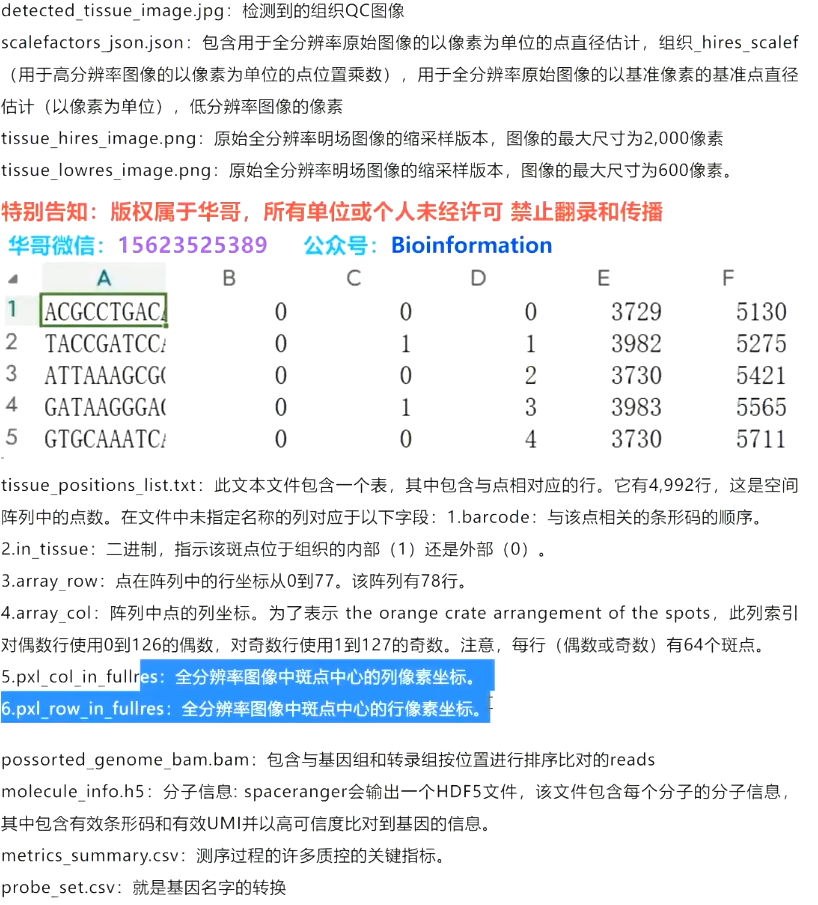 detected_tissue_image.jpg：检测到的组织QC图像
scalefactors_json.json：包含用于全分辨率原始图像的以像素为单位的点直径估计，组织_hires_scalef
（用于高分辨率图像的以像素为单位的点位置乘数），用于全分辨率原始图像的以基准像素的基准点直径
估计（以像素为单位），低分辨率图像的像素
tissue_hires_image.png：原始全分辨率明场图像的缩采样版本，图像的最大尺寸为2,000像素
tissue_lowres_image.png：原始全分辨率明场图像的缩采样版本，图像的最大尺寸为600像素。
特别告知：版权属于华哥，所有单位或个人未经许可 禁止翻录和传播
华哥微信：15623525389 公众号：Bioinformation
A B C D E F
1 ACGCCTGACA 0 0 0 3729 5130
2 TACCGATCCA 0 1 1 3982 5275
3 ATTAAAGCGC 0 0 2 3730 5421
4 GATAAGGGAC 0 1 3 3983 5565
5 GTGCAAATCA 0 0 4 3730 5711
tissue_positions_list.txt：此文本文件包含一个表，其中包含与点相对应的行。它有4,992行，这是空间
阵列中的点数。在文件中未指定名称的列对应于以下字段：1.barcode：与该点相关的条形码的顺序。
2.in_tissue：二进制，指示该斑点位于组织的内部（1）还是外部（0）。
3.array_row：点在阵列中的行坐标从0到77。该阵列有78行。
4.array_col：阵列中点的列坐标。为了表示 the orange crate arrangement of the spots，此列索引
对偶数行使用0到126的偶数，对奇数行使用1到127的奇数。注意，每行（偶数或奇数）有64个斑点。
5.pxl_col_in_fullres：全分辨率图像中斑点中心的列像素坐标。
6.pxl_row_in_fullres：全分辨率图像中斑点中心的行像素坐标。
possorted_genome_bam.bam：包含与基因组和转录组按位置进行排序比对的reads
molecule_info.h5：分子信息: spaceranger会输出一个HDF5文件，该文件包含每个分子的分子信息，
其中包含有效条形码和有效UMI并以高可信度比对到基因的信息。
metrics_summary.csv：测序过程的许多质控的关键指标。
probe_set.csv：就是基因名字的转换